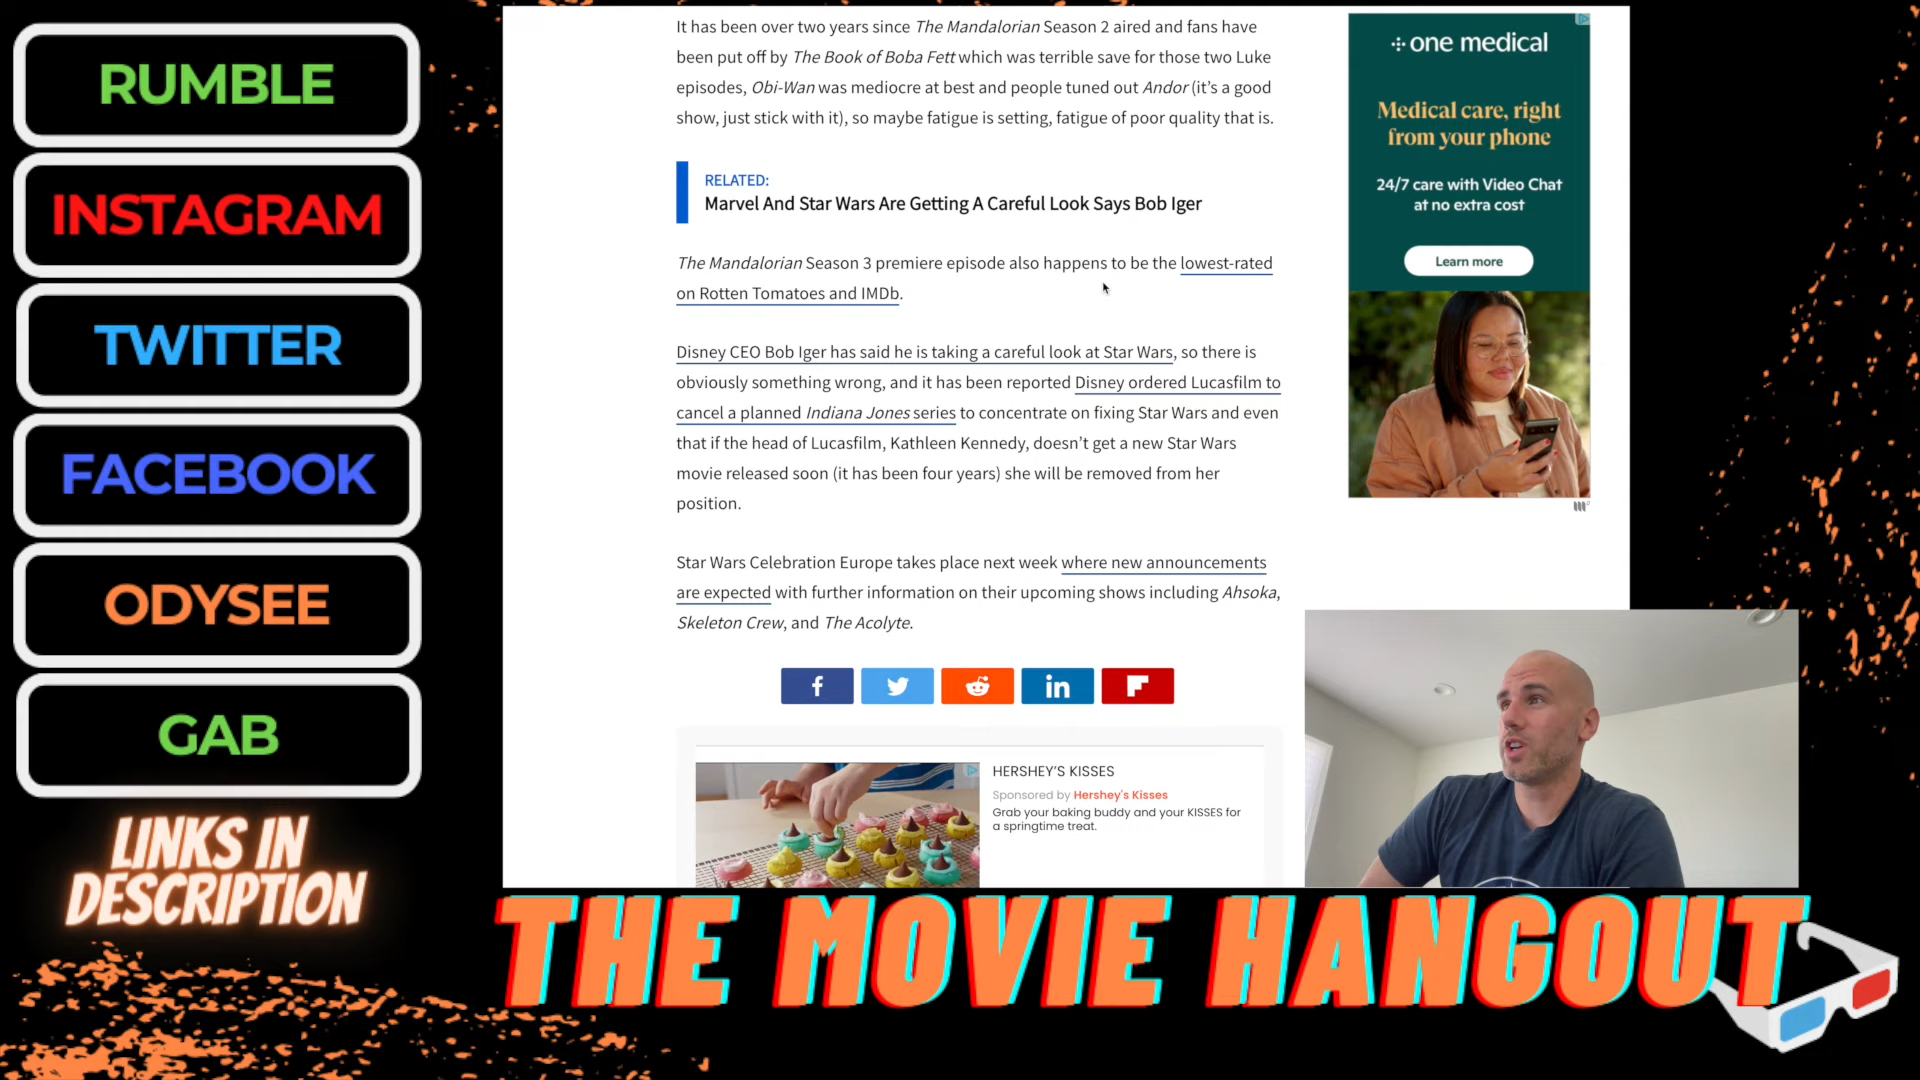 RUMBLE
INSTAGRAM
TWITTER
FACEBOOK
ODYSEE
GAB
LINKS IN
DESCRIPTION
It has been over two years since The Mandalorian Season 2 aired and fans have
been put off by The Book of Boba Fett which was terrible save for those two Luke
episodes, Obi-Wan was mediocre at best and people tuned out Andor (it's a good
show, just stick with it), so maybe fatigue is setting, fatigue of poor quality that is.
RELATED:
Marvel And Star Wars Are Getting A Careful Look Says Bob Iger
The Mandalorian Season 3 premiere episode also happens to be the lowest-rated
on Rotten Tomatoes and IMDb.
Disney CEO Bob Iger has said he is taking a careful look at Star Wars, so there is
obviously something wrong, and it has been reported Disney ordered Lucasfilm to
cancel a planned Indiana Jones series to concentrate on fixing Star Wars and even
that if the head of Lucasfilm, Kathleen Kennedy, doesn't get a new Star Wars
movie released soon (it has been four years) she will be removed from her
position.
Star Wars Celebration Europe takes place next week where new announcements
are expected with further information on their upcoming shows including Ahsoka,
Skeleton Crew, and The Acolyte.
HERSHEY'S KISSES
Sponsored by Hershey's Kisses
Grab your baking buddy and your KISSES for
a springtime treat.
one medical
Medical care, right
from your phone
24/7 care with Video Chat
at no extra cost
Learn more
THE MOVIE HANGOUT